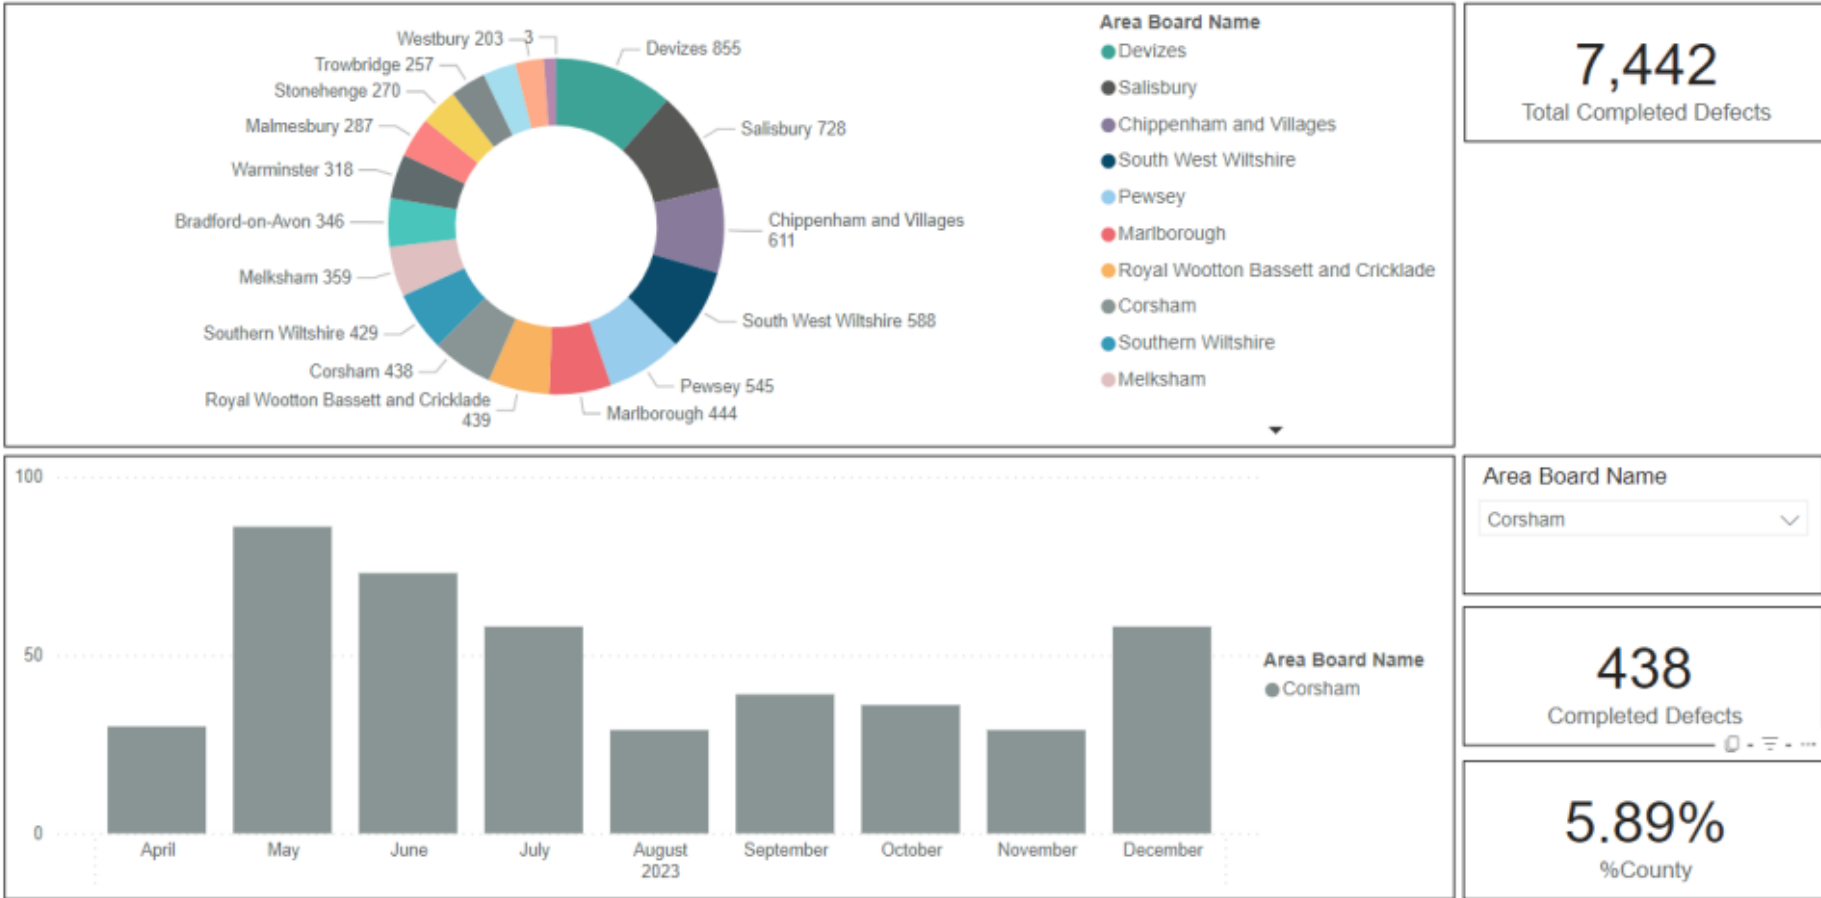 Westbury 203
3
Devizes 855
Trowbridge 257
Stonehenge 270
Malmesbury 287
Salisbury 728
Warminster 318
Bradford-on-Avon 346
Chippenham and Villages
611
Melksham 359
Southern Wiltshire 429
South West Wiltshire 588
Corsham 438
Pewsey 545
Royal Wootton Bassett and Cricklade
439
Marlborough 444
Area Board Name
Devizes
Salisbury
Chippenham and Villages
South West Wiltshire
Pewsey
Marlborough
Royal Wootton Bassett and Cricklade
Corsham
Southern Wiltshire
Melksham
7,442
Total Completed Defects
100
50
0
April
May
June
July
August
2023
September
October
November
December
Area Board Name
Corsham
Area Board Name
Corsham
438
Completed Defects
5.89%
%County